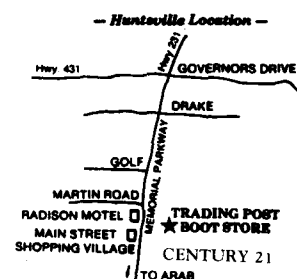 — Huntsville Location —
Hwy 231
Hwy 431
GOVERNORS DRIVE
DRAKE
GOLF
MEMORIAL PARKWAY
MARTIN ROAD
RADISON MOTEL
TRADING POST
BOOT STORE
MAIN STREET
SHOPPING VILLAGE
CENTURY 21
TO ARAB